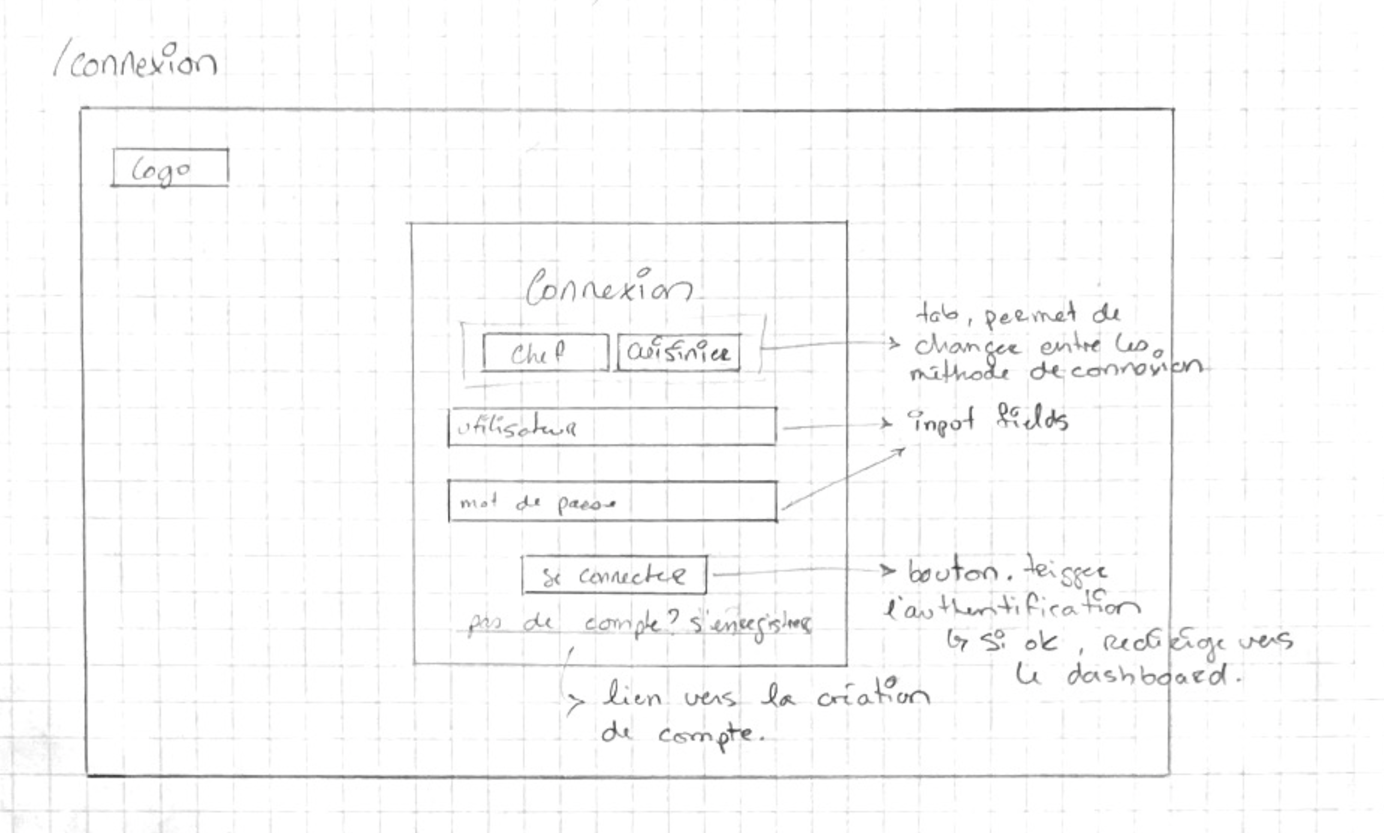 /connexion
logo
Connexion
chef
cuisinier
tab, permet de
changer entre les
méthode de connexion
utilisateur
input fields
mot de passe
se connecter
bouton. trigger
l'authentification
↳ si ok, redirige vers
le dashboard.
pas de compte? s'enregistrer
lien vers la création
de compte.